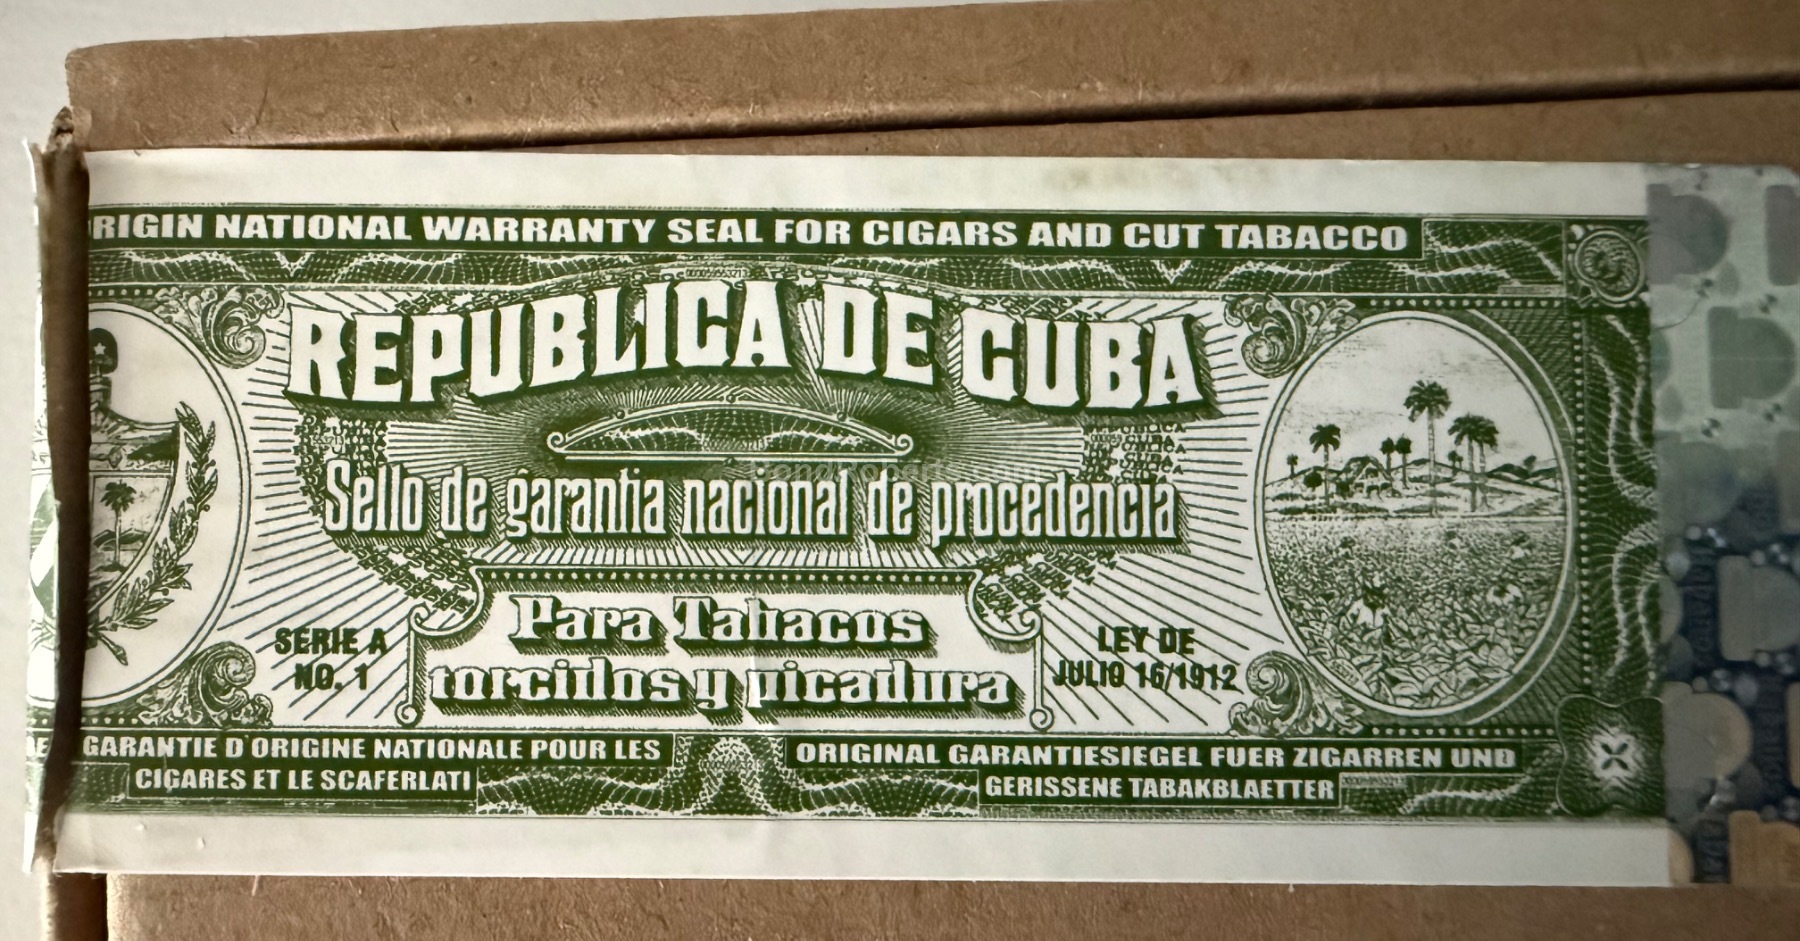 RIGIN NATIONAL WARRANTY SEAL FOR CIGARS AND CUT TABACCO
REPUBLICA DE CUBA
Sello de garantia nacional de procedencia
Para Tabacos
torcidos y picadura
SERIE A
NO. 1
LEY DE
JULIO 16/1912
GARANTIE D'ORIGINE NATIONALE POUR LES
CIGARES ET LE SCAFERLATI
ORIGINAL GARANTIESIEGEL FUER ZIGARREN UND
GERISSENE TABAKBLAETTER